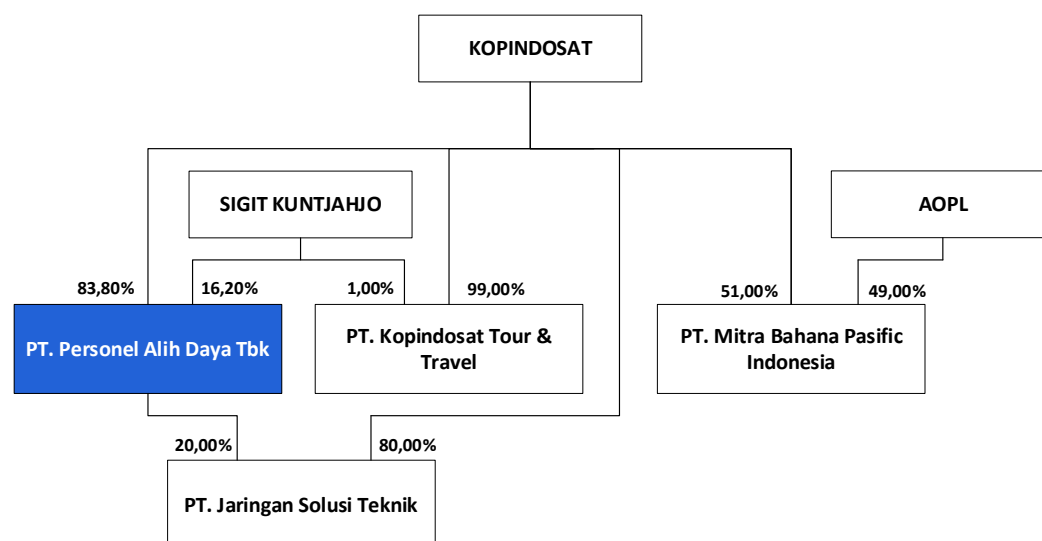 KOPINDOSAT
SIGIT KUNTJAHJO
AOPL
83,80%
16,20%
1,00%
99,00%
51,00%
49,00%
PT. Personel Alih Daya Tbk
PT. Kopindosat Tour &
Travel
PT. Mitra Bahana Pasific
Indonesia
20,00%
80,00%
PT. Jaringan Solusi Teknik